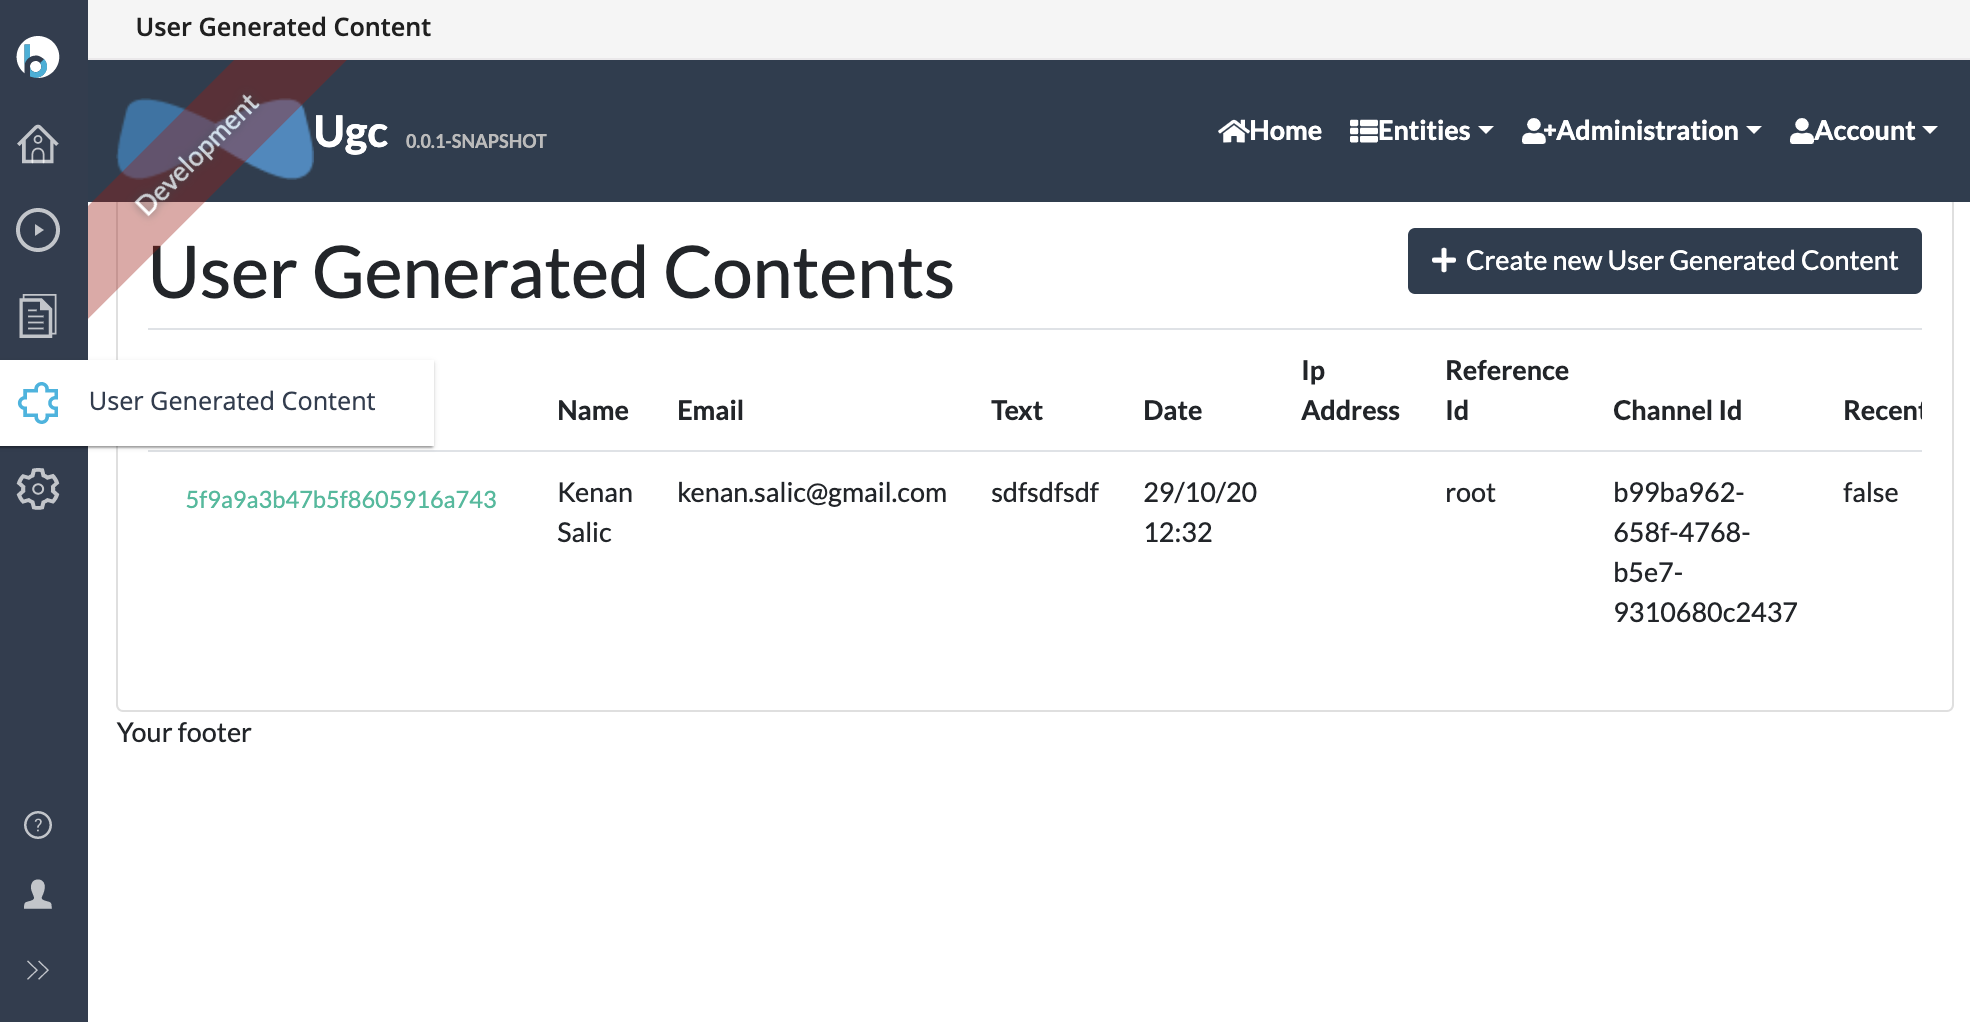 User Generated Content
Development
Ugc 0.0.1-SNAPSHOT
Home Entities Administration Account
User Generated Contents
+ Create new User Generated Content
User Generated Content
Name Email Text Date Ip Address Reference Id Channel Id Recent
5f9a9a3b47b5f8605916a743 Kenan kenan.salic@gmail.com sdfsdfsdf 29/10/20 root b99ba962- false
Salic 12:32 658f-4768-
b5e7-
9310680c2437
Your footer